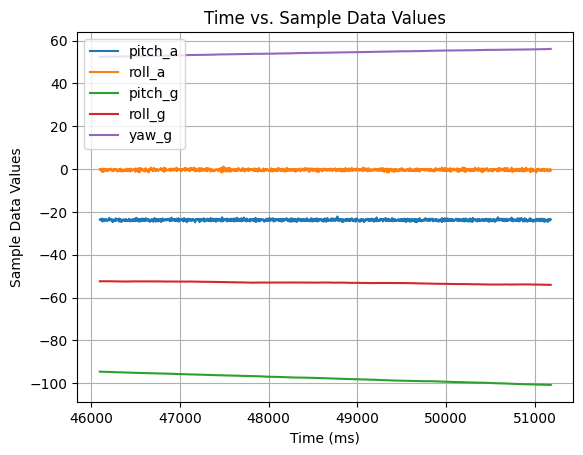 Time vs. Sample Data Values
Sample Data Values
60
40
20
0
−20
−40
−60
−80
−100
pitch_a
roll_a
pitch_g
roll_g
yaw_g
46000 47000 48000 49000 50000 51000
Time (ms)